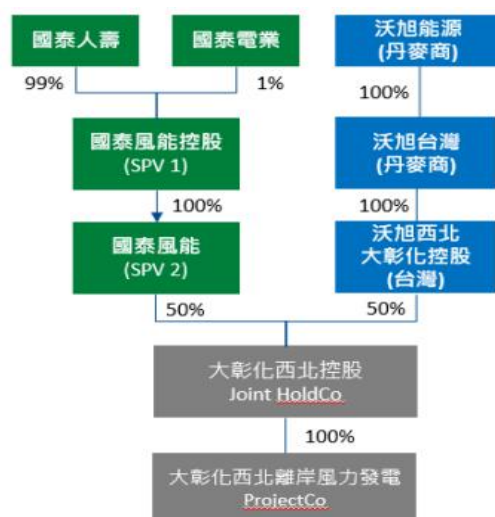 國泰人壽
國泰電業
沃旭能源
(丹麥商)
99%
1%
100%
國泰風能控股
(SPV 1)
沃旭台灣
(丹麥商)
100%
100%
國泰風能
(SPV 2)
沃旭西北
大彰化控股
(台灣)
50%
50%
大彰化西北控股
Joint HoldCo
100%
大彰化西北離岸風力發電
ProjectCo